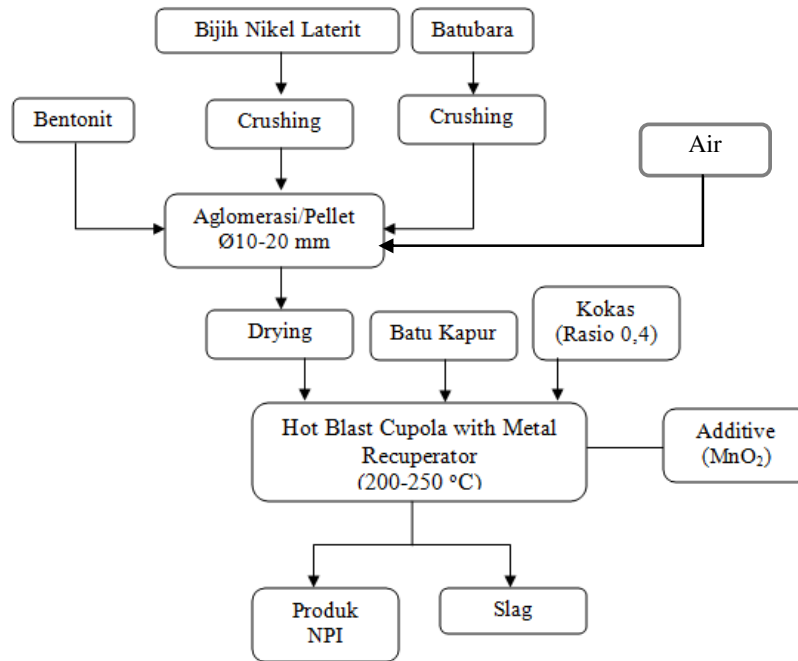 Bijih Nikel Laterit
Batubara
Bentonit
Crushing
Crushing
Air
Aglomerasi/Pellet
Ø10-20 mm
Drying
Batu Kapur
Kokas
(Rasio 0,4)
Hot Blast Cupola with Metal
Recuperator
(200-250 °C)
Additive
(MnO₂)
Produk
NPI
Slag